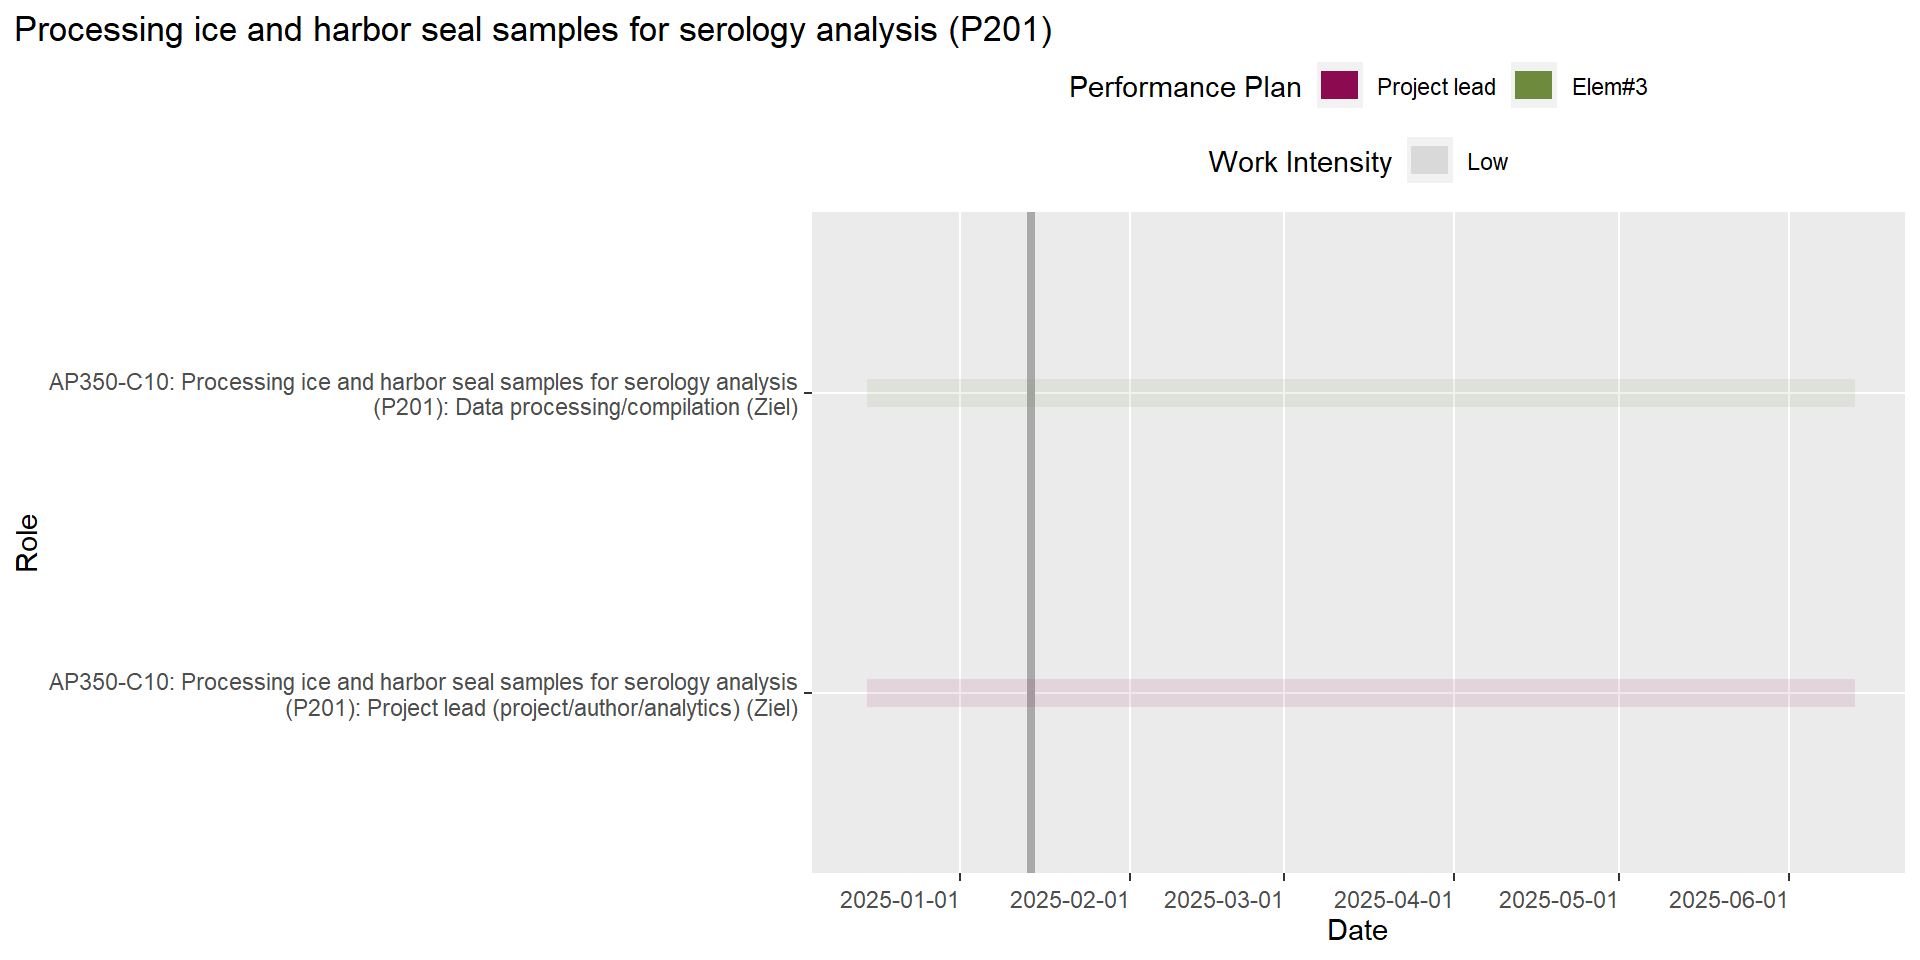 Processing ice and harbor seal samples for serology analysis (P201)
Performance Plan Project lead Elem#3
Work Intensity Low
AP350-C10: Processing ice and harbor seal samples for serology analysis
(P201): Data processing/compilation (Ziel)
Role
AP350-C10: Processing ice and harbor seal samples for serology analysis
(P201): Project lead (project/author/analytics) (Ziel)
2025-01-01 2025-02-01 2025-03-01 2025-04-01 2025-05-01 2025-06-01
Date